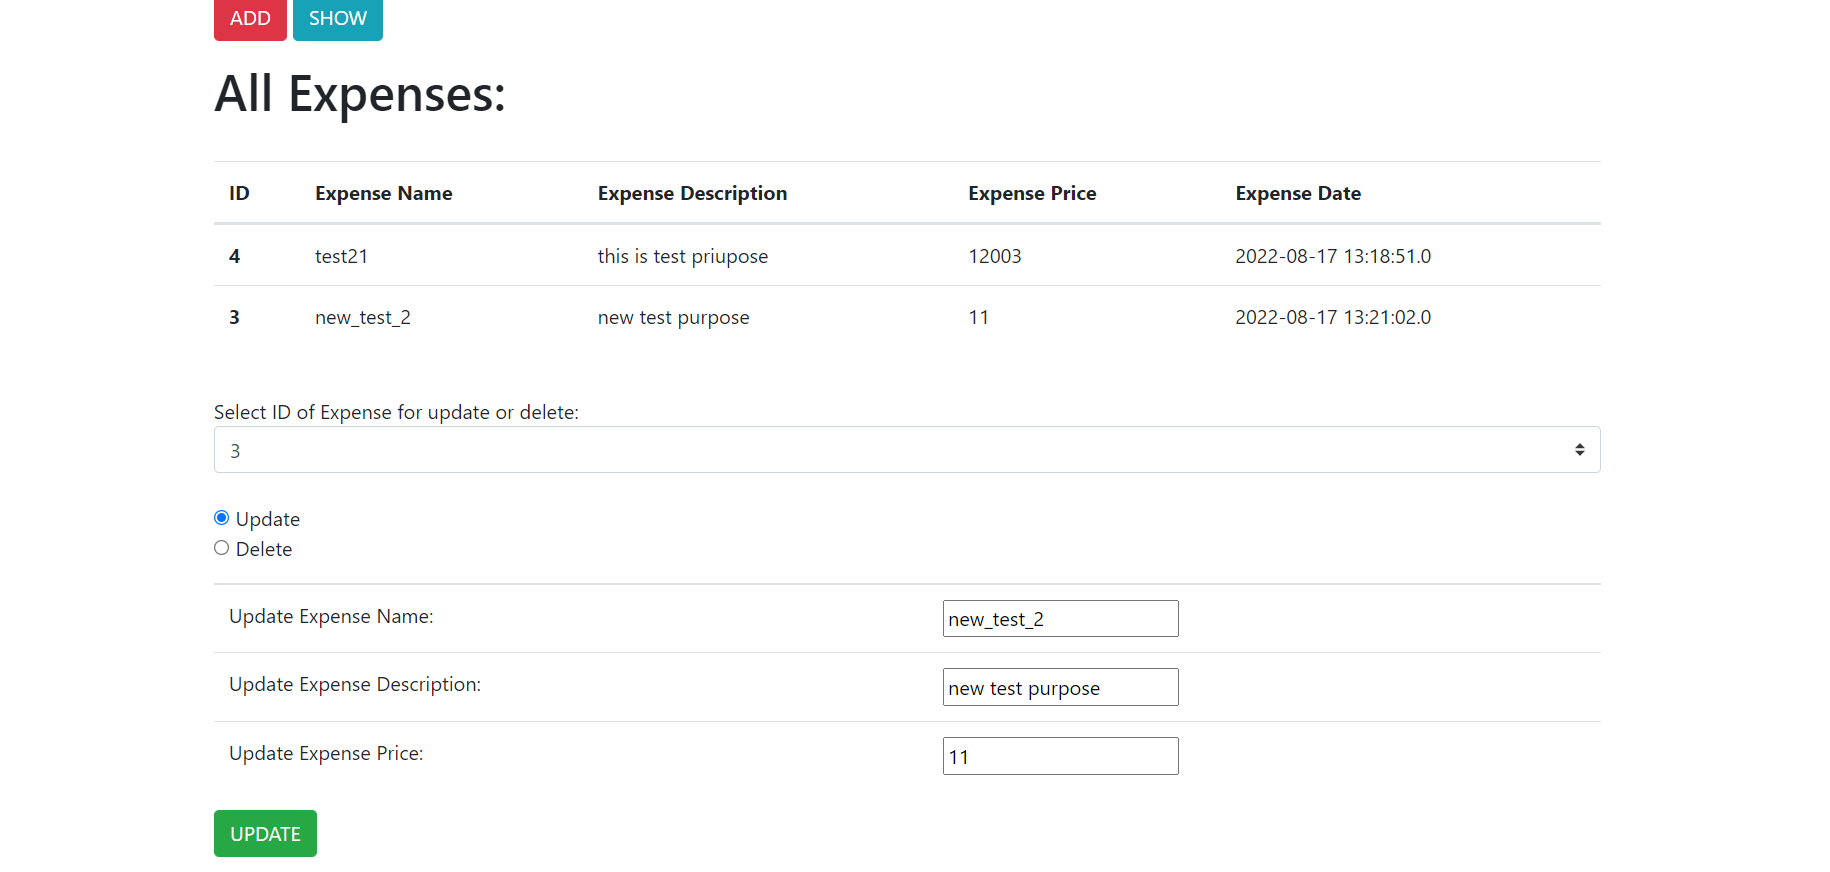 ADD SHOW
All Expenses:
ID Expense Name Expense Description Expense Price Expense Date
4 test21 this is test priupose 12003 2022-08-17 13:18:51.0
3 new_test_2 new test purpose 11 2022-08-17 13:21:02.0
Select ID of Expense for update or delete:
3
Update
Delete
Update Expense Name: new_test_2
Update Expense Description: new test purpose
Update Expense Price: 11
UPDATE